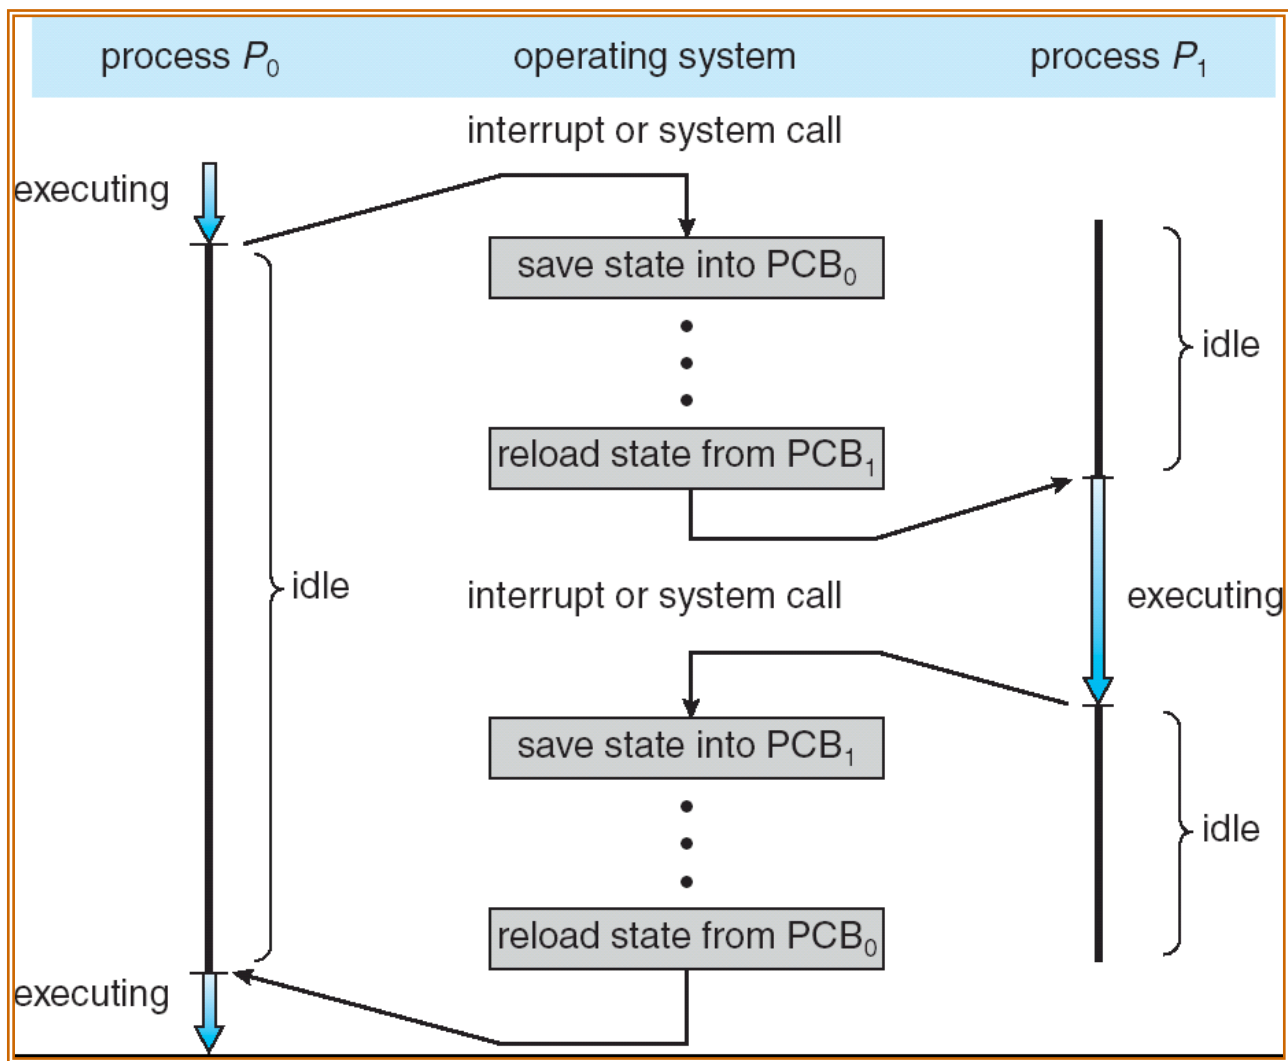 process P₀ operating system process P₁
interrupt or system call
executing
save state into PCB₀
idle
reload state from PCB₁
idle
interrupt or system call
executing
save state into PCB₁
idle
reload state from PCB₀
executing